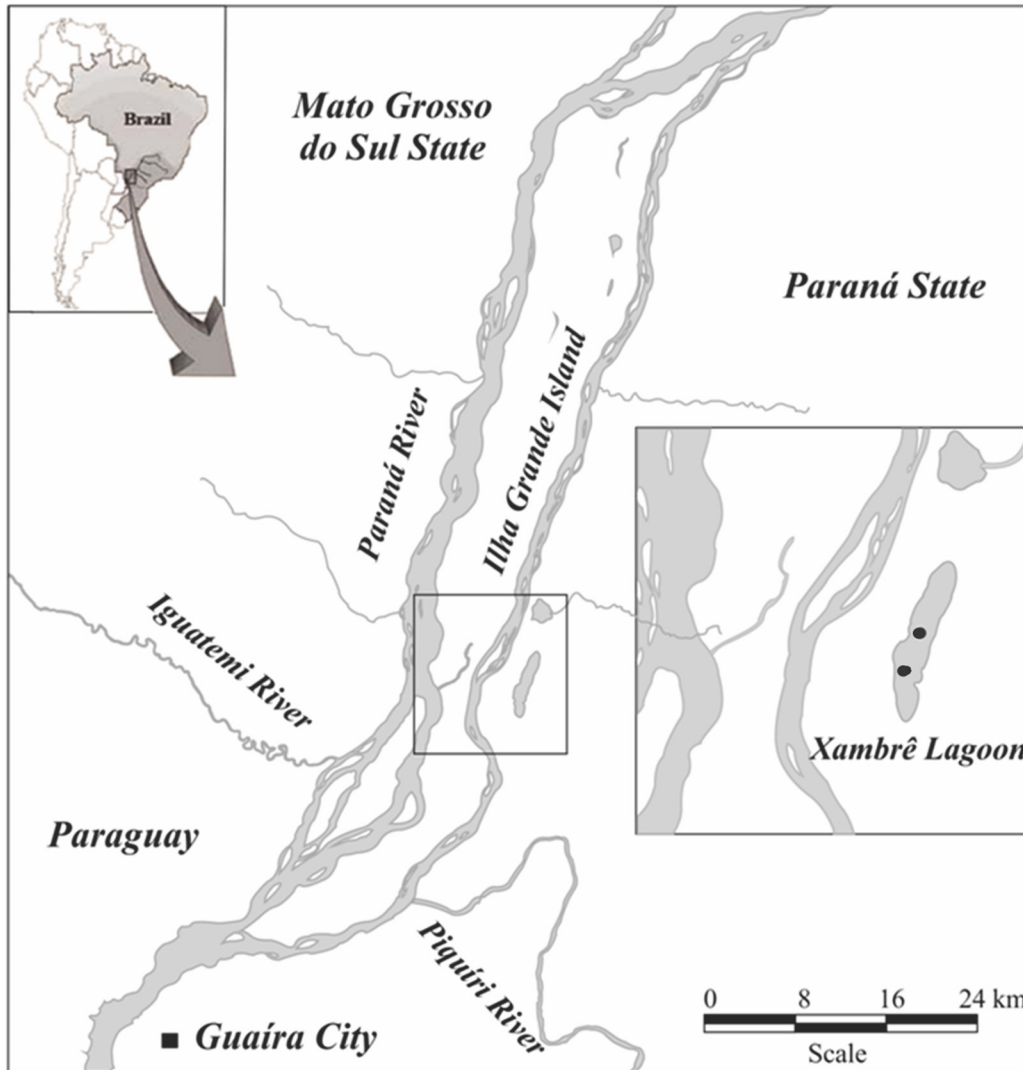 Brazil
Mato Grosso
do Sul State
Paraná State
Paraná River
Ilha Grande Island
Iguatemi River
Xambrê Lagoon
Paraguay
Piquíri River
Guaíra City
0 8 16 24 km
Scale